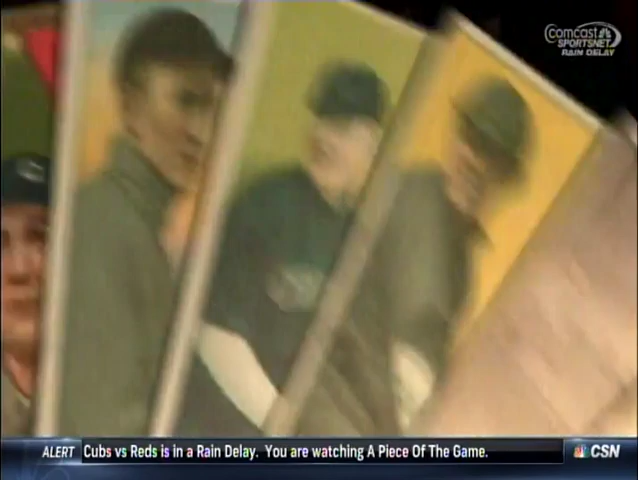 Comcast
SPORTSNET
RAIN DELAY
ALERT Cubs vs Reds is in a Rain Delay. You are watching A Piece Of The Game. CSN